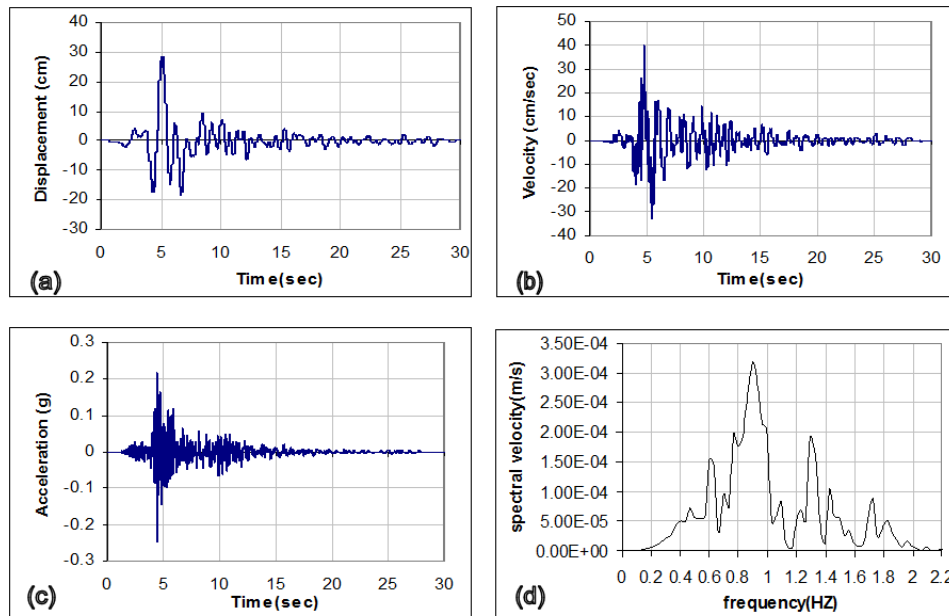 Displacement (cm)
40
30
20
10
0
-10
-20
-30
0 5 10 15 20 25 30
(a) Time(sec)
Velocity (cm/sec)
50
40
30
20
10
0
-10
-20
-30
-40
0 5 10 15 20 25 30
(b) Time(sec)
Acceleration (g)
0.3
0.2
0.1
0
-0.1
-0.2
-0.3
0 5 10 15 20 25 30
(c) Time(sec)
spectral velocity(m/s)
3.50E-04
3.00E-04
2.50E-04
2.00E-04
1.50E-04
1.00E-04
5.00E-05
0.00E+00
0 0.2 0.4 0.6 0.8 1 1.2 1.4 1.6 1.8 2 2.2
(d) frequency(HZ)